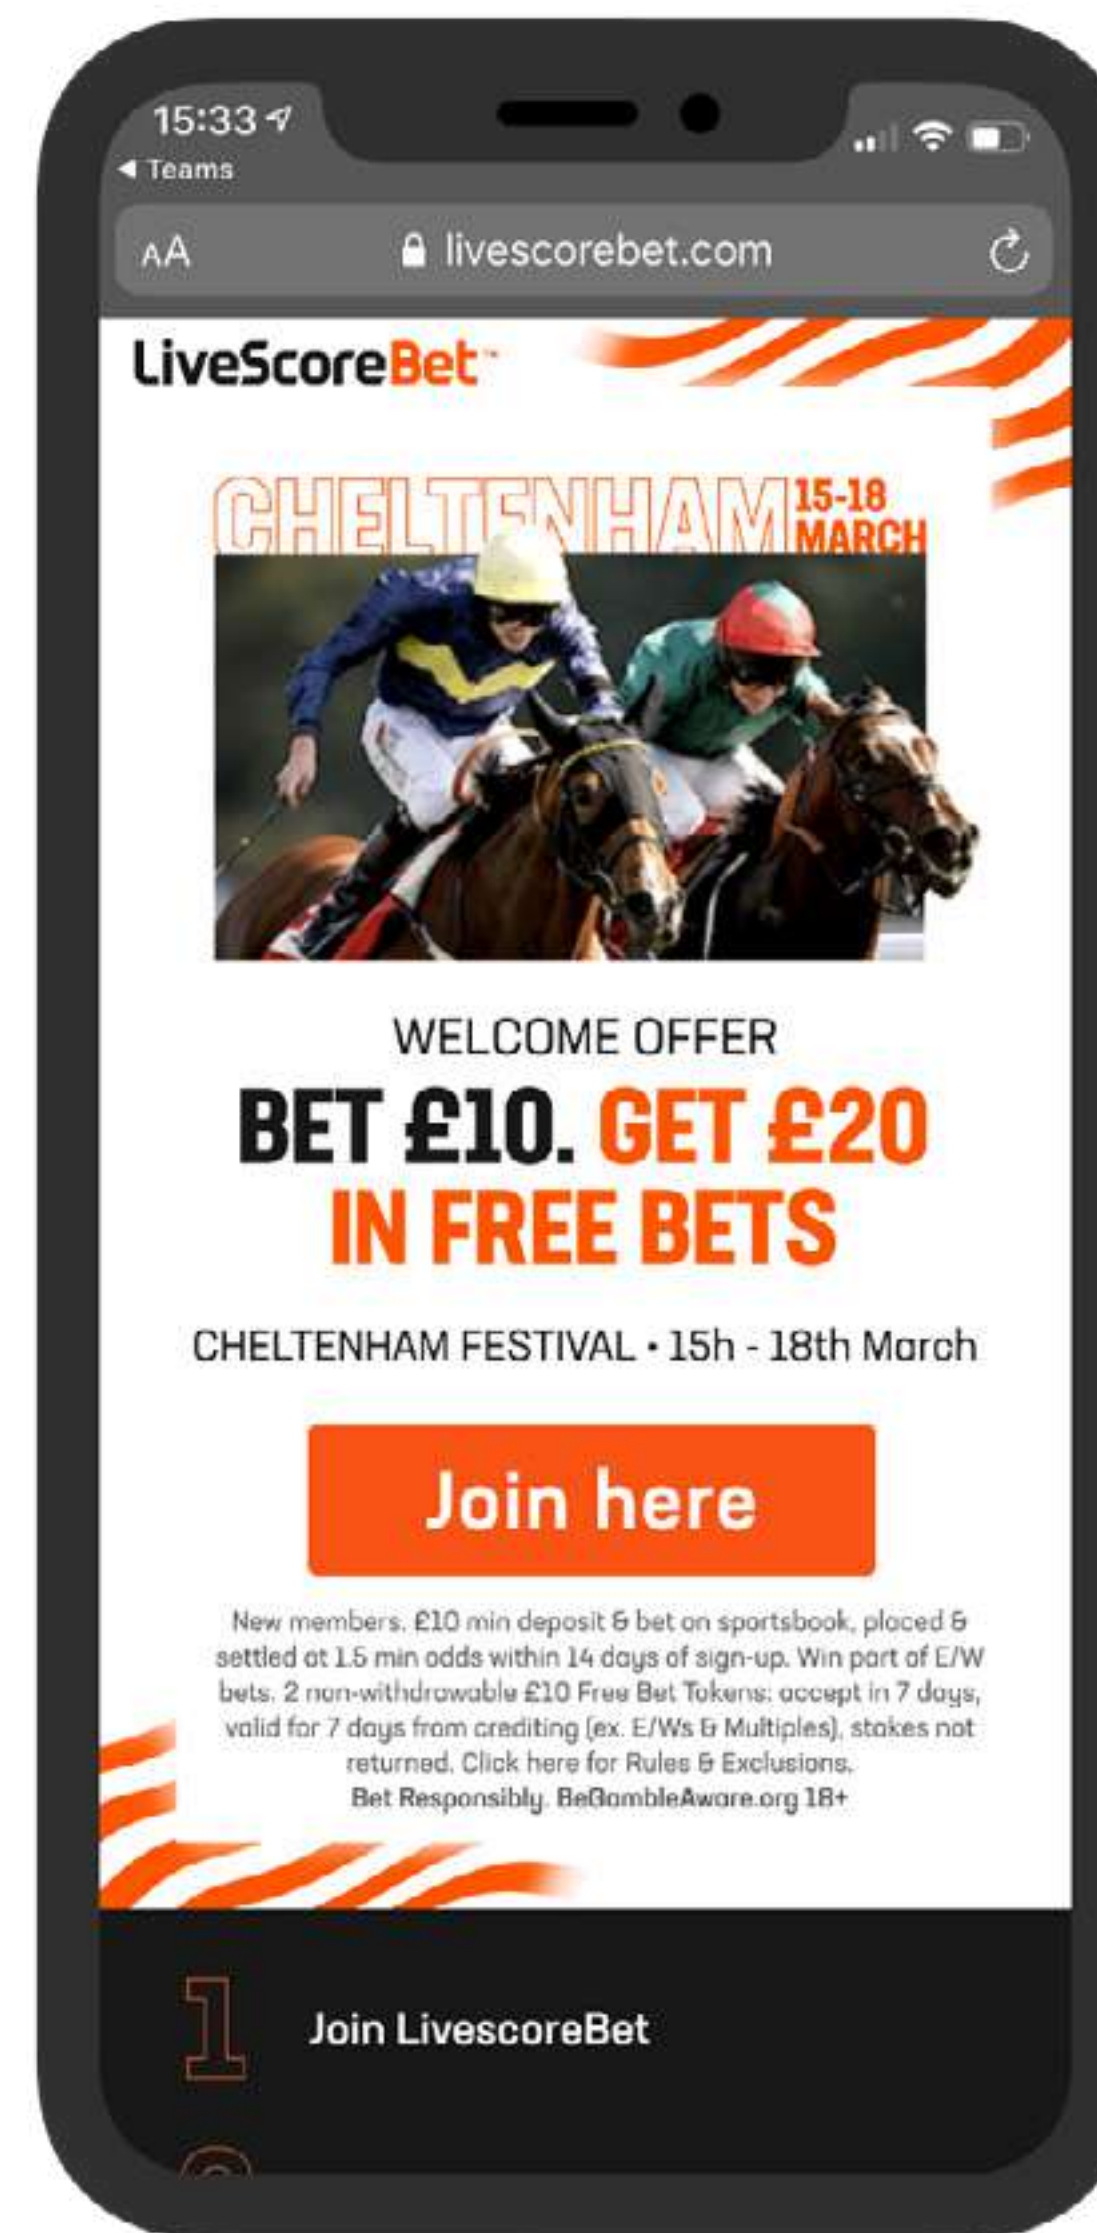 15:33
◀ Teams
AA livescorebet.com
LiveScoreBet™
CHELTENHAM 15-18
MARCH
WELCOME OFFER
BET £10. GET £20
IN FREE BETS
CHELTENHAM FESTIVAL • 15h - 18th March
Join here
New members. £10 min deposit & bet on sportsbook, placed &
settled at 1.5 min odds within 14 days of sign-up. Win part of E/W
bets. 2 non-withdrawable £10 Free Bet Tokens: accept in 7 days,
valid for 7 days from crediting (ex. E/Ws & Multiples), stakes not
returned. Click here for Rules & Exclusions.
Bet Responsibly. BeGambleAware.org 18+
1 Join LivescoreBet